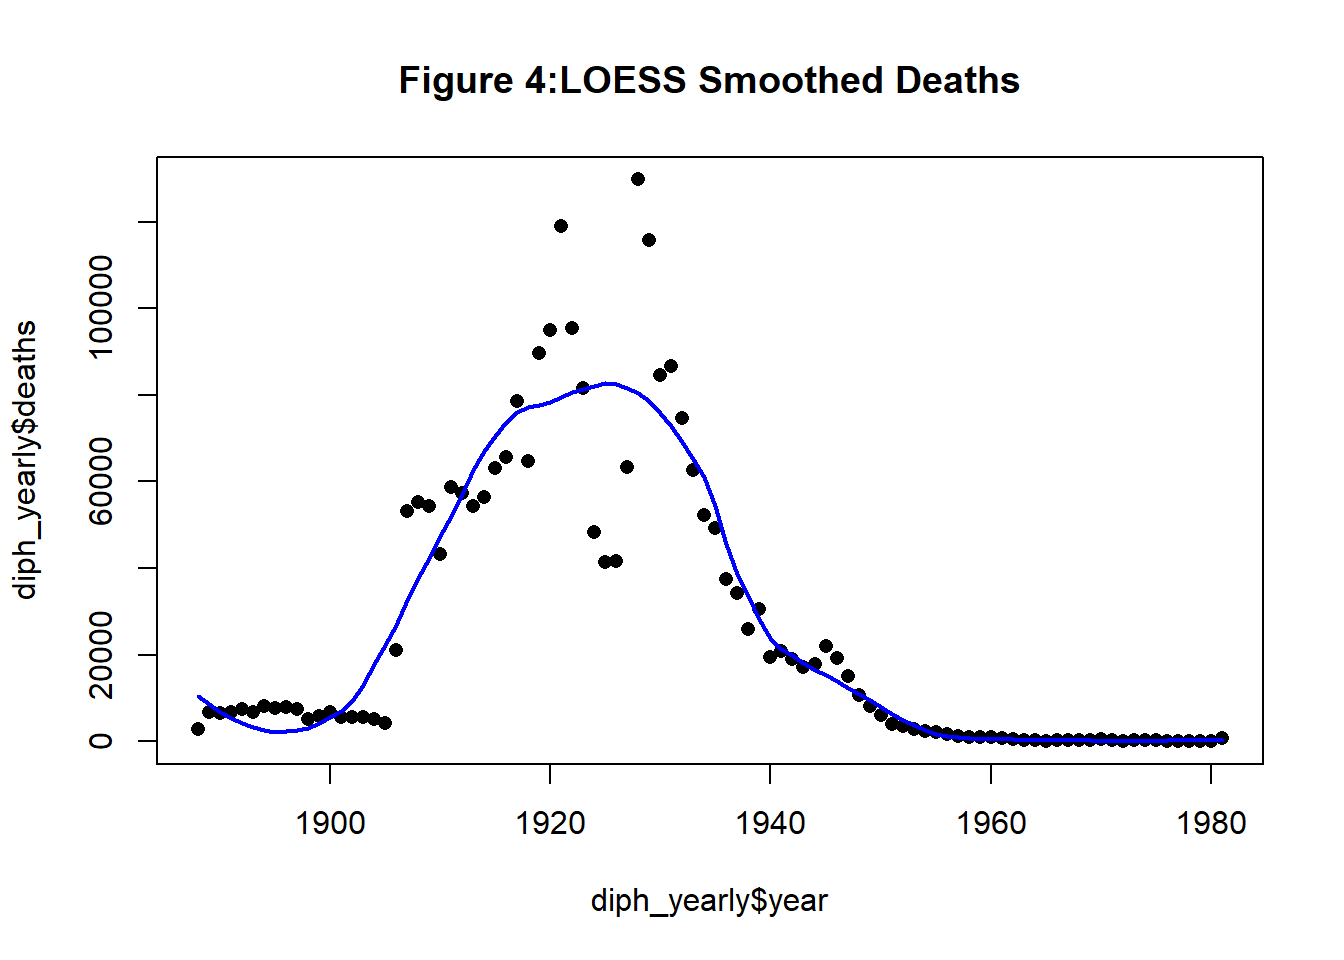 Figure 4:LOESS Smoothed Deaths
diph_yearly$deaths
100000
60000
20000
0
1900 1920 1940 1960 1980
diph_yearly$year